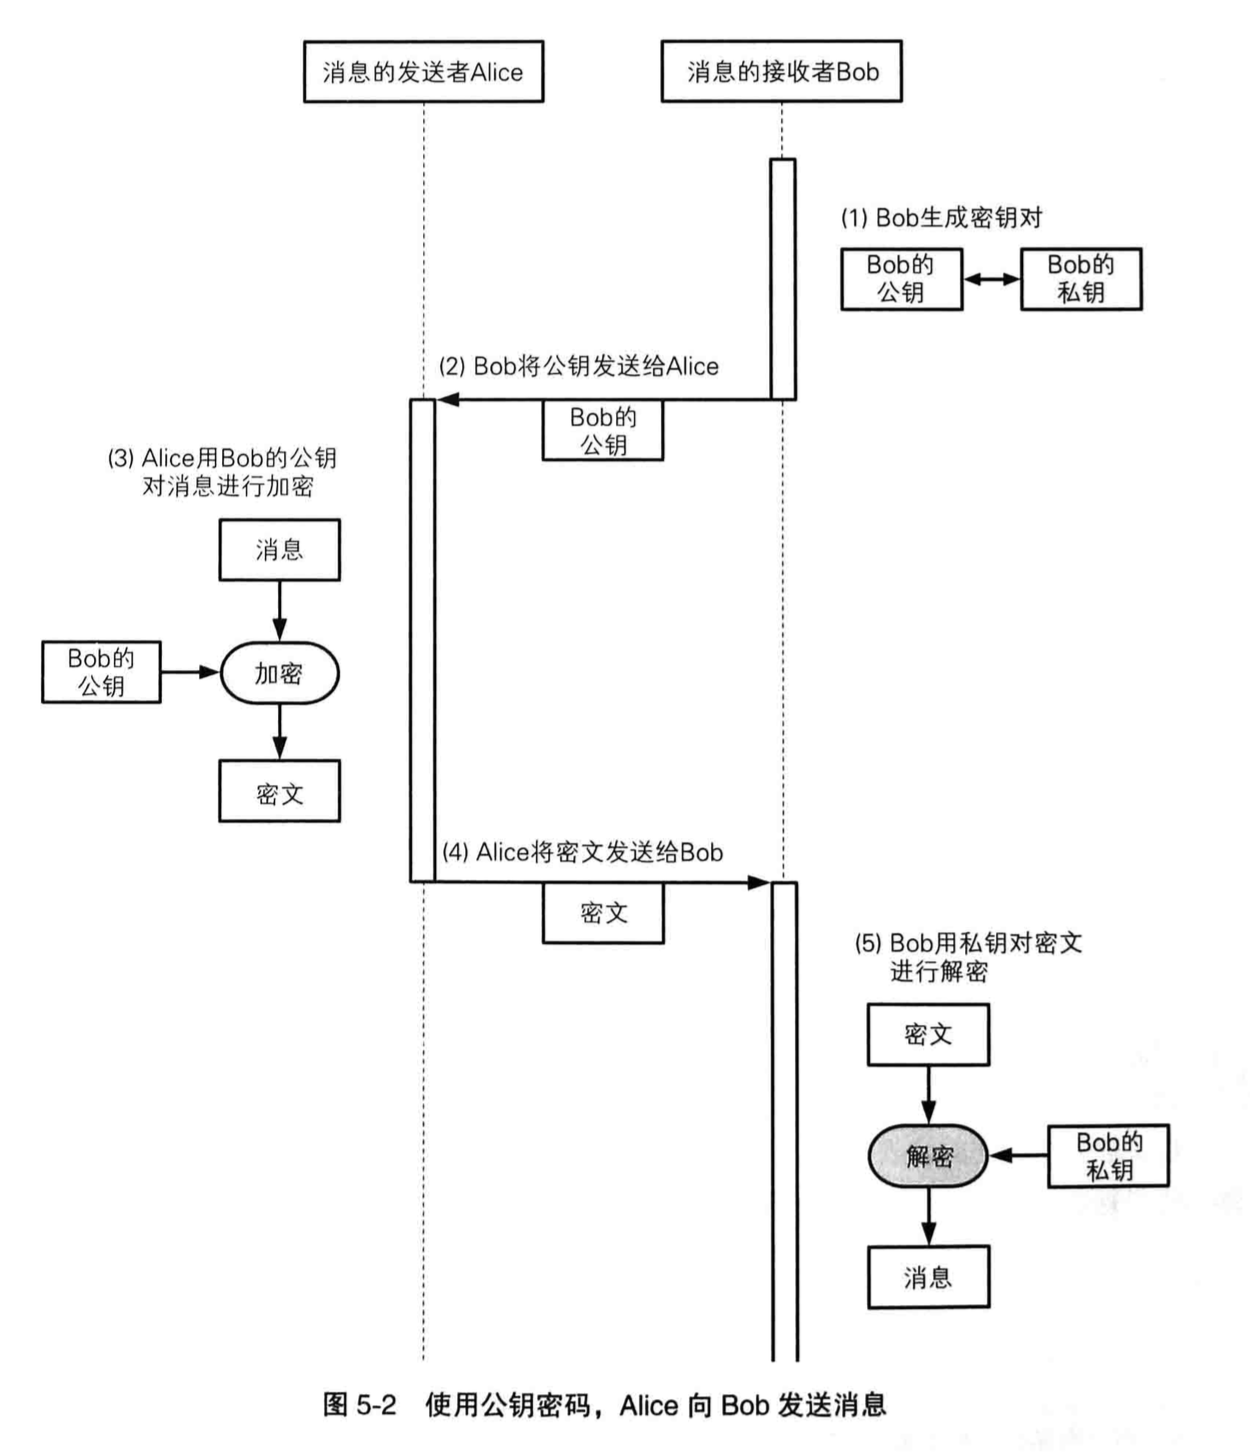 消息的发送者Alice
消息的接收者Bob
(1) Bob生成密钥对
Bob的
公钥
Bob的
私钥
(2) Bob将公钥发送给Alice
Bob的
公钥
(3) Alice用Bob的公钥
对消息进行加密
消息
Bob的
公钥
加密
密文
(4) Alice将密文发送给Bob
密文
(5) Bob用私钥对密文
进行解密
密文
解密
Bob的
私钥
消息
图 5-2 使用公钥密码，Alice 向 Bob 发送消息